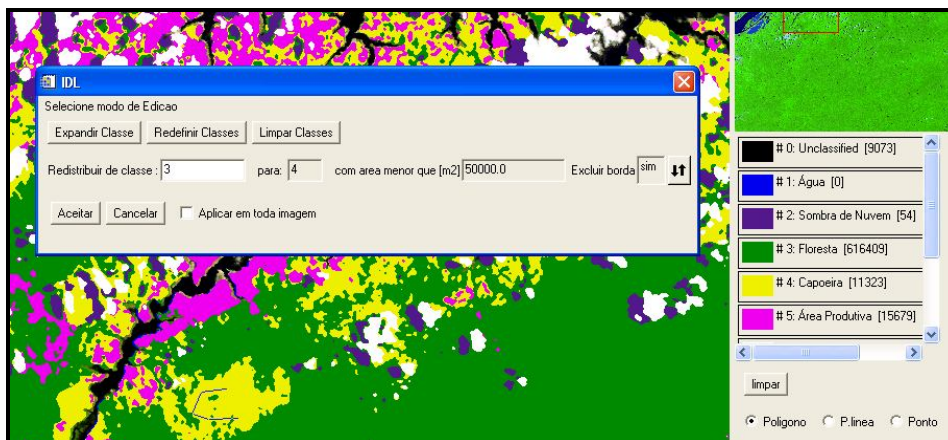 IDL
Selecione modo de Edicao
Expandir Classe Redefinir Classes Limpar Classes
Redistribuir de classe : 3 para: 4 com area menor que [m2] 50000.0 Excluir borda sim
Aceitar Cancelar Aplicar em toda imagem
# 0: Unclassified [9073]
# 1: Água [0]
# 2: Sombra de Nuvem [54]
# 3: Floresta [616409]
# 4: Capoeira [11323]
# 5: Área Produtiva [15679]
limpar
Poligono P.linea Ponto